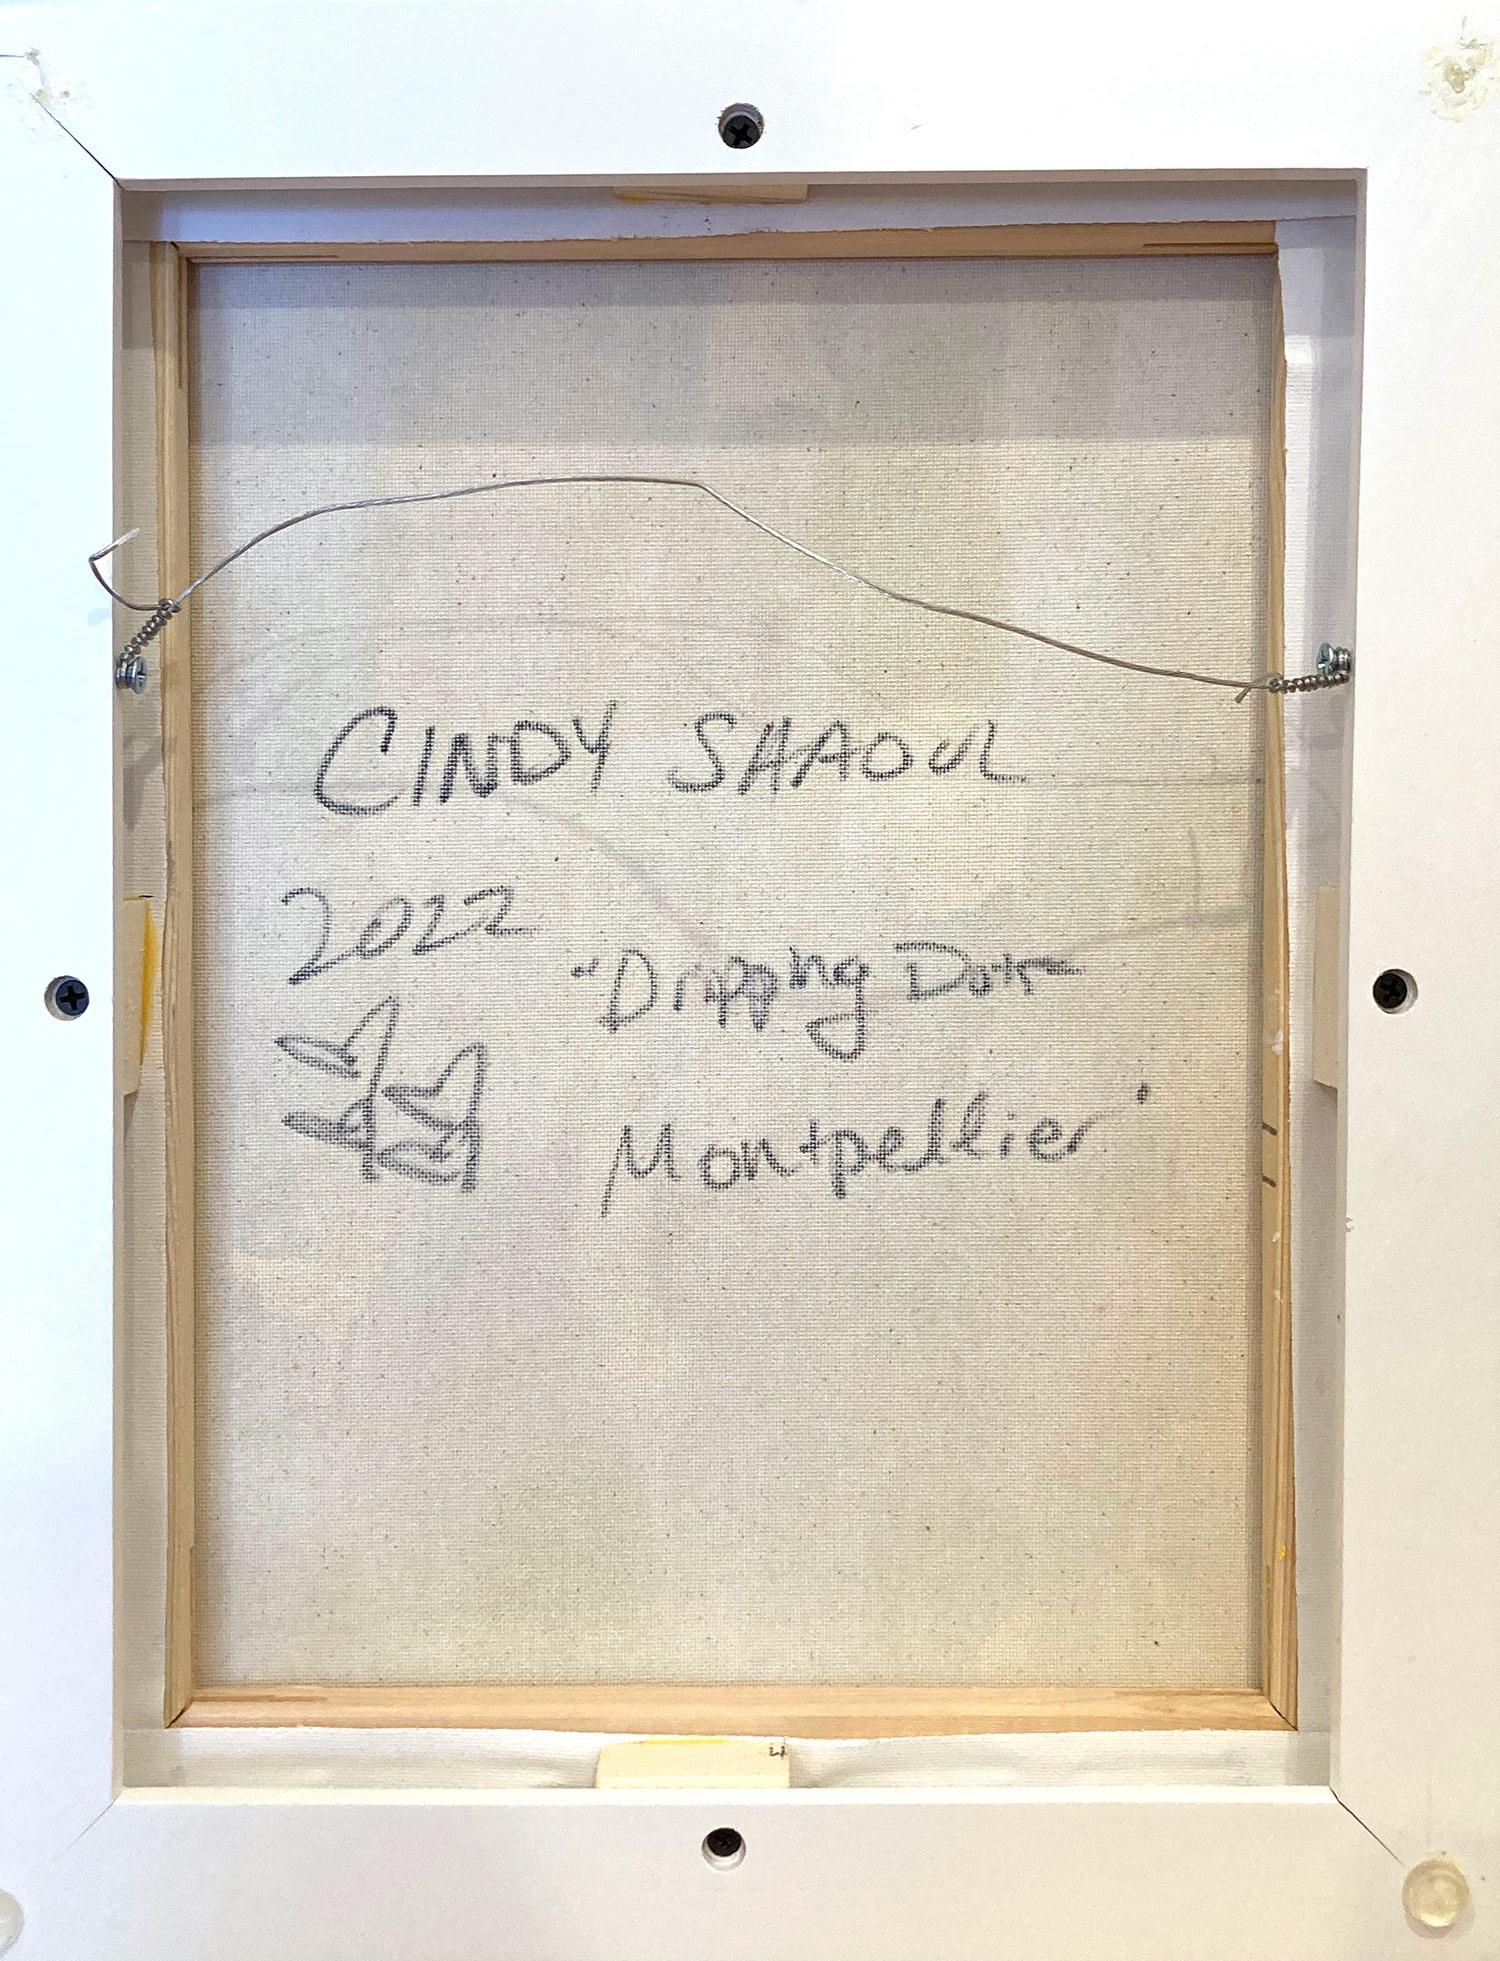 CINDY SHAOUL
2022
"Dripping Dots
Montpellier"